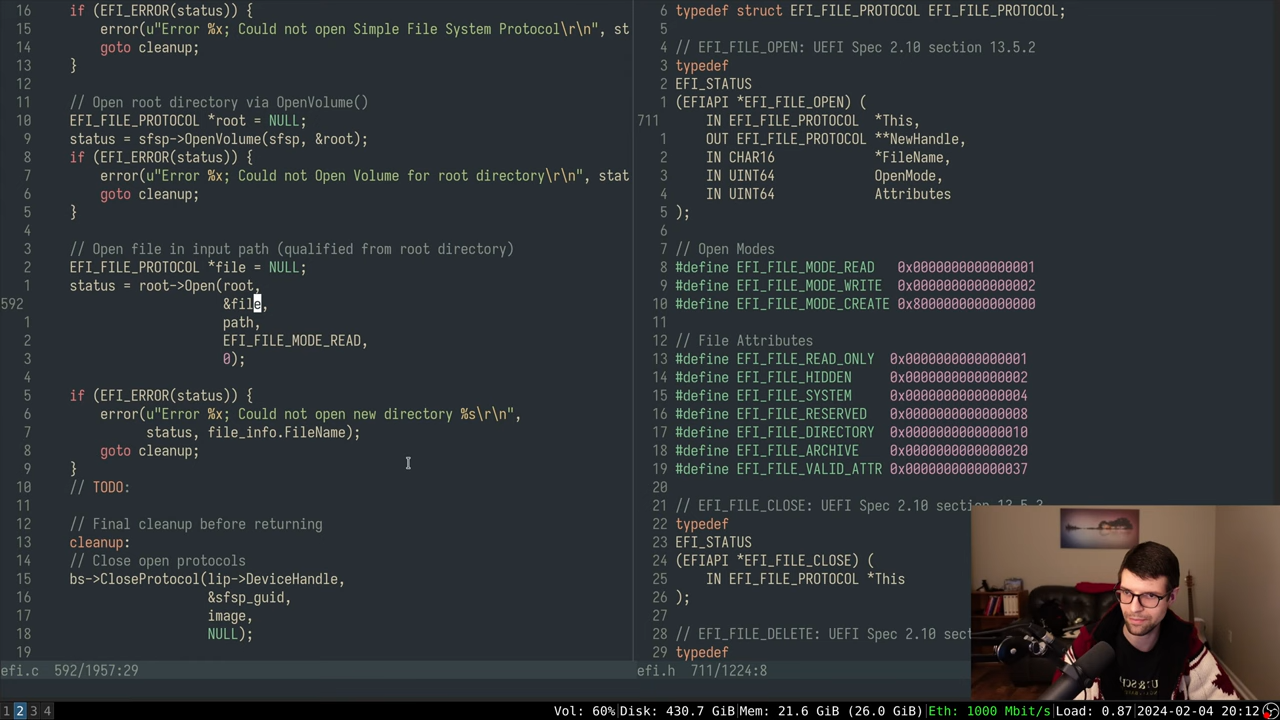 16     if (EFI_ERROR(status)) {
15         error(u"Error %x; Could not open Simple File System Protocol\r\n", st
14         goto cleanup;
13     }
12
11     // Open root directory via OpenVolume()
10     EFI_FILE_PROTOCOL *root = NULL;
9     status = sfsp->OpenVolume(sfsp, &root);
8     if (EFI_ERROR(status)) {
7         error(u"Error %x; Could not Open Volume for root directory\r\n", stat
6         goto cleanup;
5     }
4
3     // Open file in input path (qualified from root directory)
2     EFI_FILE_PROTOCOL *file = NULL;
1     status = root->Open(root,
592                         &file,
1                         path,
2                         EFI_FILE_MODE_READ,
3                         0);
4
5     if (EFI_ERROR(status)) {
6         error(u"Error %x; Could not open new directory %s\r\n",
7               status, file_info.FileName);
8         goto cleanup;
9     }
10     // TODO:
11
12     // Final cleanup before returning
13     cleanup:
14     // Close open protocols
15     bs->CloseProtocol(lip->DeviceHandle,
16                       &sfsp_guid,
17                       image,
18                       NULL);
19
efi.c  592/1957:29
6 typedef struct EFI_FILE_PROTOCOL EFI_FILE_PROTOCOL;
5
4 // EFI_FILE_OPEN: UEFI Spec 2.10 section 13.5.2
3 typedef
2 EFI_STATUS
1 (EFIAPI *EFI_FILE_OPEN) (
711     IN EFI_FILE_PROTOCOL  *This,
1     OUT EFI_FILE_PROTOCOL **NewHandle,
2     IN CHAR16             *FileName,
3     IN UINT64             OpenMode,
4     IN UINT64             Attributes
5 );
6
7 // Open Modes
8 #define EFI_FILE_MODE_READ   0x0000000000000001
9 #define EFI_FILE_MODE_WRITE  0x0000000000000002
10 #define EFI_FILE_MODE_CREATE 0x8000000000000000
11
12 // File Attributes
13 #define EFI_FILE_READ_ONLY  0x0000000000000001
14 #define EFI_FILE_HIDDEN     0x0000000000000002
15 #define EFI_FILE_SYSTEM     0x0000000000000004
16 #define EFI_FILE_RESERVED   0x0000000000000008
17 #define EFI_FILE_DIRECTORY  0x0000000000000010
18 #define EFI_FILE_ARCHIVE    0x0000000000000020
19 #define EFI_FILE_VALID_ATTR 0x0000000000000037
20
21 // EFI_FILE_CLOSE: UEFI Spec 2.10 section 13.5.3
22 typedef
23 EFI_STATUS
24 (EFIAPI *EFI_FILE_CLOSE) (
25     IN EFI_FILE_PROTOCOL *This
26 );
27
28 // EFI_FILE_DELETE: UEFI Spec 2.10 sect
29 typedef
efi.h  711/1224:8
1 2 3 4
Vol: 60%|Disk: 430.7 GiB|Mem: 21.6 GiB (26.0 GiB)|Eth: 1000 Mbit/s|Load: 0.87|2024-02-04 20:12